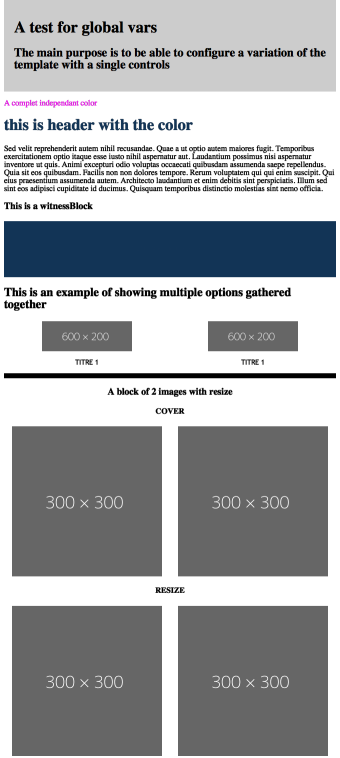 A test for global vars
The main purpose is to be able to configure a variation of the
template with a single controls
A complet independant color
this is header with the color
Sed velit reprehenderit autem nihil recusandae. Quae a ut optio autem maiores fugit. Temporibus
exercitationem optio itaque esse iusto nihil aspernatur aut. Laudantium possimus nisi aspernatur
inventore ut quis. Animi excepturi odio voluptas occaecati quibusdam assumenda saepe repellendus.
Quia sit eos quibusdam. Facilis non non dolores tempore. Rerum voluptatem qui qui enim suscipit. Qui
eius praesentium assumenda autem. Architecto laudantium et enim debitis sint perspiciatis. Illum sed
sint eos adipisci cupiditate id ducimus. Quisquam temporibus distinctio molestias sint nemo officia.
This is a witnessBlock
This is an example of showing multiple options gathered
together
600 × 200
600 × 200
TITRE 1
TITRE 1
A block of 2 images with resize
COVER
300 × 300
300 × 300
RESIZE
300 × 300
300 × 300